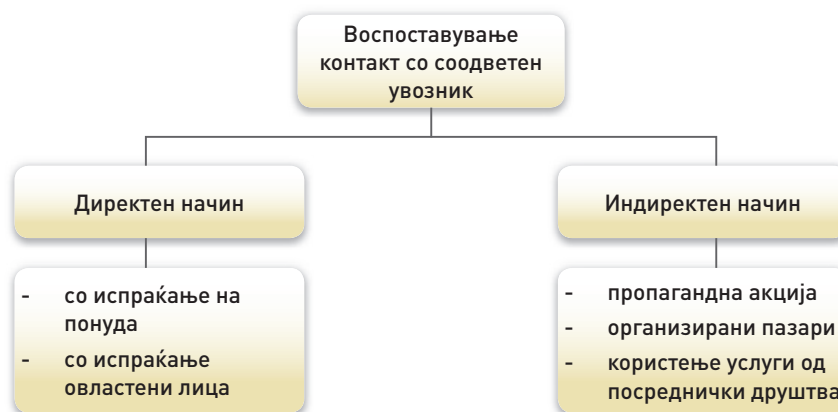 Воспоставување
контакт со соодветен
увозник
Директен начин
Индиректен начин
- со испраќање на
понуда
- со испраќање
овластени лица
- пропагандна акција
- организирани пазари
- користење услуги од
посреднички друштва